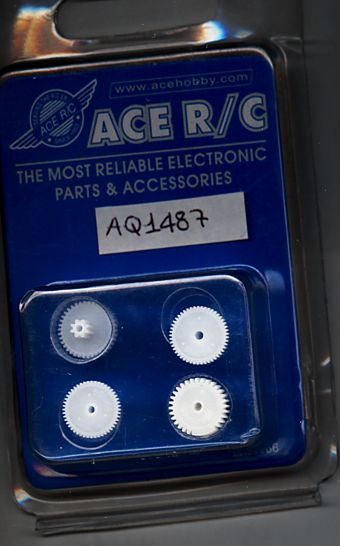 www.acehobby.com
ACE R/C
ACE R/C
THE MOST RELIABLE ELECTRONIC
PARTS & ACCESSORIES
AQ1487